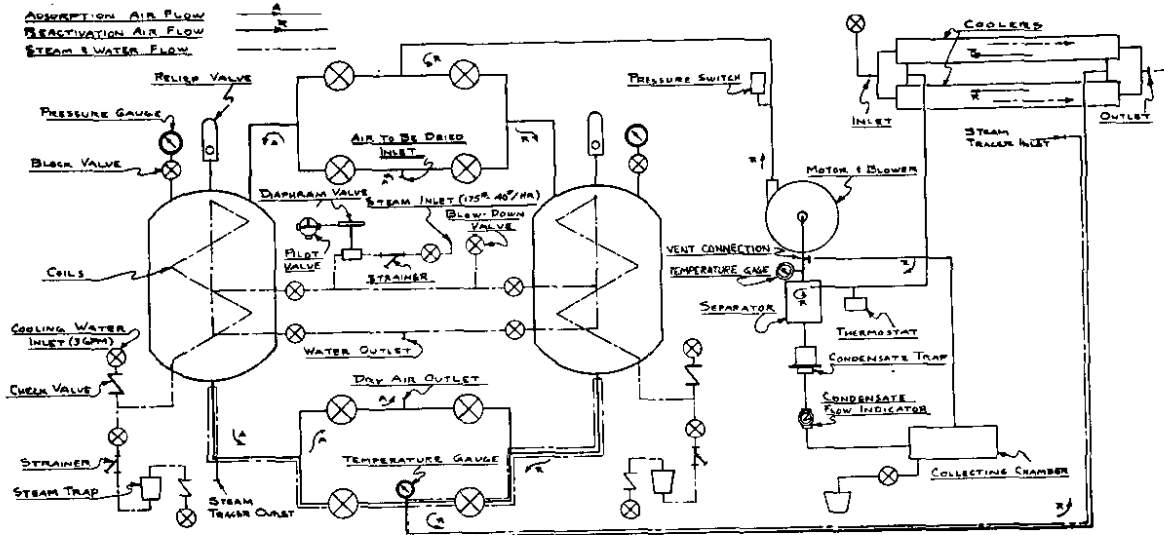 ADSORPTION AIR FLOW
A
REACTIVATION AIR FLOW
R
STEAM & WATER FLOW
RELIEF VALVE
PRESSURE GAUGE
BLOCK VALVE
COILS
COOLING WATER
INLET (3GPM)
CHECK VALVE
STRAINER
STEAM TRAP
STEAM
TRACER OUTLET
AIR TO BE DRIED
INLET
DIAPHRAM VALVE
STEAM INLET (175#, 40#/HR)
BLOW-DOWN
VALVE
PILOT
VALVE
STRAINER
WATER OUTLET
DRY AIR OUTLET
TEMPERATURE GAUGE
PRESSURE SWITCH
COOLERS
INLET
OUTLET
STEAM
TRACER INLET
MOTOR & BLOWER
VENT CONNECTION
TEMPERATURE GAGE
SEPARATOR
THERMOSTAT
CONDENSATE TRAP
CONDENSATE
FLOW INDICATOR
COLLECTING CHAMBER